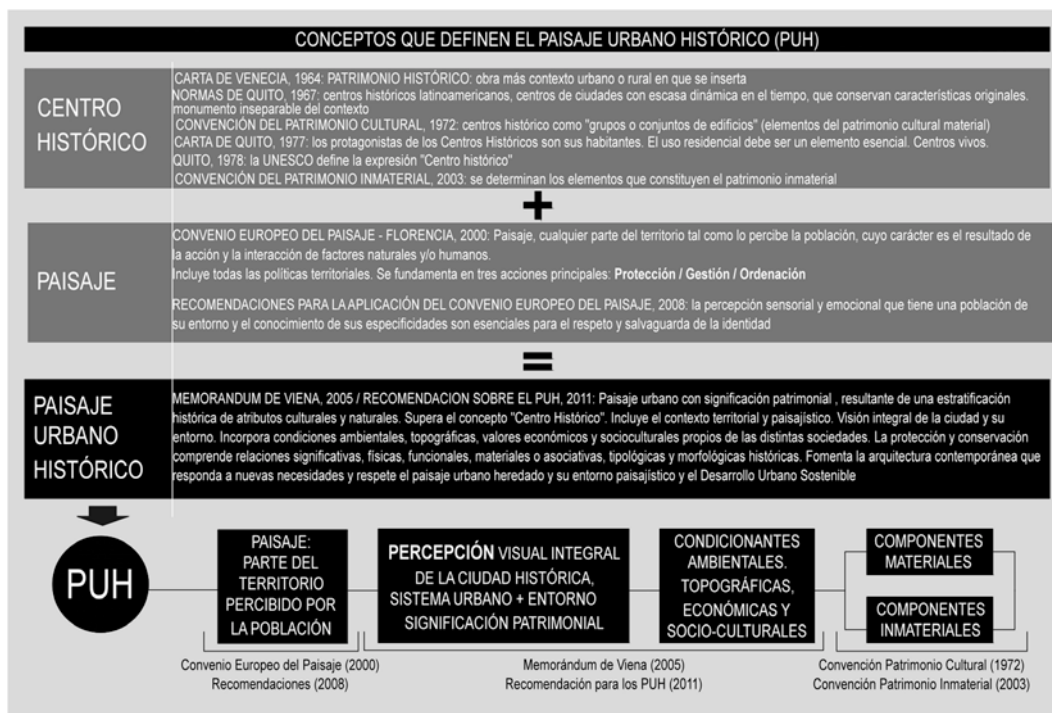 CONCEPTOS QUE DEFINEN EL PAISAJE URBANO HISTÓRICO (PUH)
CENTRO
HISTÓRICO
CARTA DE VENECIA, 1964: PATRIMONIO HISTÓRICO: obra más contexto urbano o rural en que se inserta
NORMAS DE QUITO, 1967: centros históricos latinoamericanos, centros de ciudades con escasa dinámica en el tiempo, que conservan características originales.
monumento inseparable del contexto
CONVENCIÓN DEL PATRIMONIO CULTURAL, 1972: centros histórico como "grupos o conjuntos de edificios" (elementos del patrimonio cultural material)
CARTA DE QUITO, 1977: los protagonistas de los Centros Históricos son sus habitantes. El uso residencial debe ser un elemento esencial. Centros vivos.
QUITO, 1978: la UNESCO define la expresión "Centro histórico"
CONVENCIÓN DEL PATRIMONIO INMATERIAL, 2003: se determinan los elementos que constituyen el patrimonio inmaterial
+
PAISAJE
CONVENIO EUROPEO DEL PAISAJE - FLORENCIA, 2000: Paisaje, cualquier parte del territorio tal como lo percibe la población, cuyo carácter es el resultado de
la acción y la interacción de factores naturales y/o humanos.
Incluye todas las políticas territoriales. Se fundamenta en tres acciones principales: Protección / Gestión / Ordenación
RECOMENDACIONES PARA LA APLICACIÓN DEL CONVENIO EUROPEO DEL PAISAJE, 2008: la percepción sensorial y emocional que tiene una población de
su entorno y el conocimiento de sus especificidades son esenciales para el respeto y salvaguarda de la identidad
=
PAISAJE
URBANO
HISTÓRICO
MEMORANDUM DE VIENA, 2005 / RECOMENDACION SOBRE EL PUH, 2011: Paisaje urbano con significación patrimonial , resultante de una estratificación
histórica de atributos culturales y naturales. Supera el concepto "Centro Histórico". Incluye el contexto territorial y paisajístico. Visión integral de la ciudad y su
entorno. Incorpora condiciones ambientales, topográficas, valores económicos y socioculturales propios de las distintas sociedades. La protección y conservación
comprende relaciones significativas, físicas, funcionales, materiales o asociativas, tipológicas y morfológicas históricas. Fomenta la arquitectura contemporánea que
responda a nuevas necesidades y respete el paisaje urbano heredado y su entorno paisajístico y el Desarrollo Urbano Sostenible
PUH
PAISAJE:
PARTE DEL
TERRITORIO
PERCIBIDO POR
LA POBLACIÓN
PERCEPCIÓN VISUAL INTEGRAL
DE LA CIUDAD HISTÓRICA,
SISTEMA URBANO + ENTORNO
SIGNIFICACIÓN PATRIMONIAL
CONDICIONANTES
AMBIENTALES.
TOPOGRÁFICAS,
ECONÓMICAS Y
SOCIO-CULTURALES
COMPONENTES
MATERIALES
COMPONENTES
INMATERIALES
Convenio Europeo del Paisaje (2000)
Recomendaciones (2008)
Memorándum de Viena (2005)
Recomendación para los PUH (2011)
Convención Patrimonio Cultural (1972)
Convención Patrimonio Inmaterial (2003)